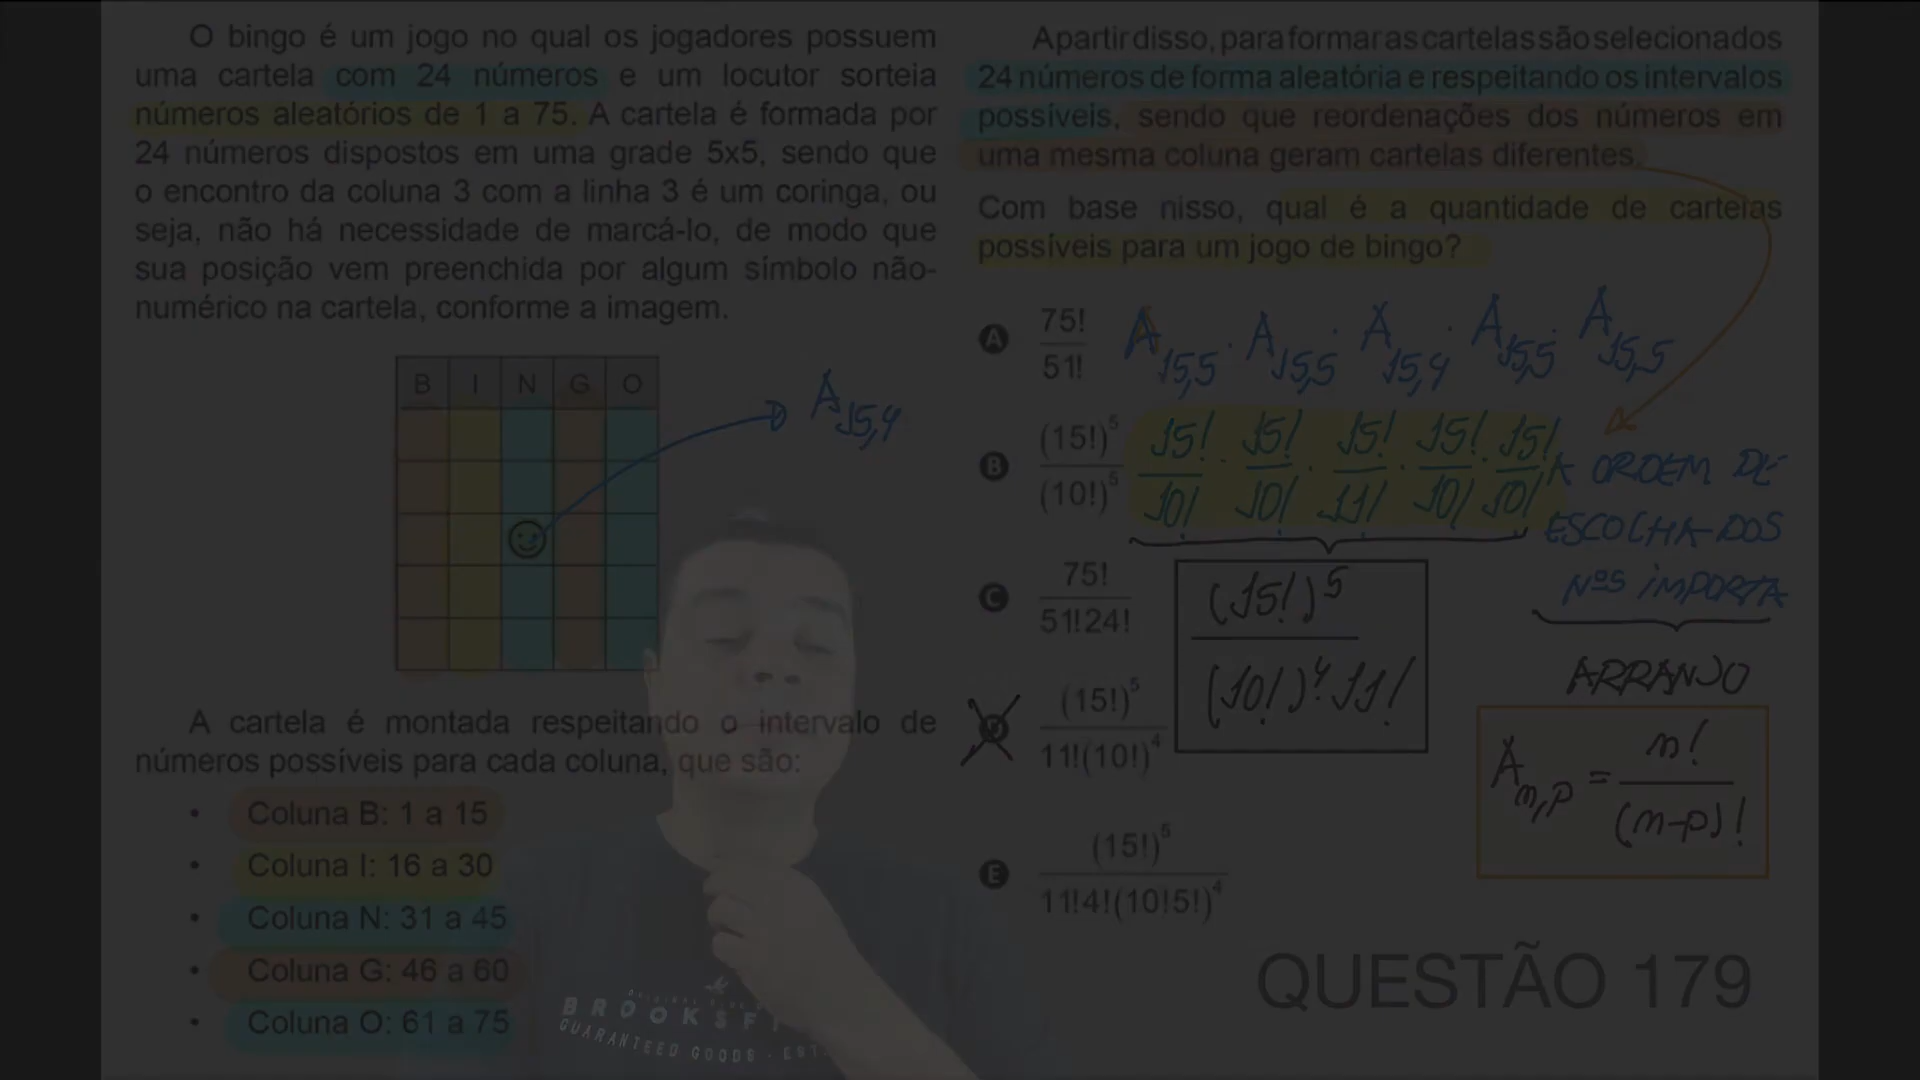 O bingo é um jogo no qual os jogadores possuem
uma cartela com 24 números e um locutor sorteia
números aleatórios de 1 a 75. A cartela é formada por
24 números dispostos em uma grade 5x5, sendo que
o encontro da coluna 3 com a linha 3 é um coringa, ou
seja, não há necessidade de marcá-lo, de modo que
sua posição vem preenchida por algum símbolo não-
numérico na cartela, conforme a imagem.
B I N G O
A15,4
A cartela é montada respeitando o intervalo de
números possíveis para cada coluna, que são:
• Coluna B: 1 a 15
• Coluna I: 16 a 30
• Coluna N: 31 a 45
• Coluna G: 46 a 60
• Coluna O: 61 a 75
A partir disso, para formar as cartelas são selecionados
24 números de forma aleatória e respeitando os intervalos
possíveis, sendo que reordenações dos números em
uma mesma coluna geram cartelas diferentes.
Com base nisso, qual é a quantidade de cartelas
possíveis para um jogo de bingo?
A 75!/51!
A15,5 · A15,5 · A15,4 · A15,5 · A15,5
B (15!)^5/(10!)^5
15!/10! · 15!/10! · 15!/11! · 15!/10! · 15!/10!
A ORDEM DE
ESCOLHA DOS
Nos IMPORTA
C 75!/51!24!
(15!)^5/(10!)^4 11!
ARRANJO
D (15!)^5/11!(10!)^4
Am,p = m!/(m-p)!
E (15!)^5/11!4!(10!5!)^4
QUESTÃO 179
BROOKSF
GUARANTEED GOODS · EST